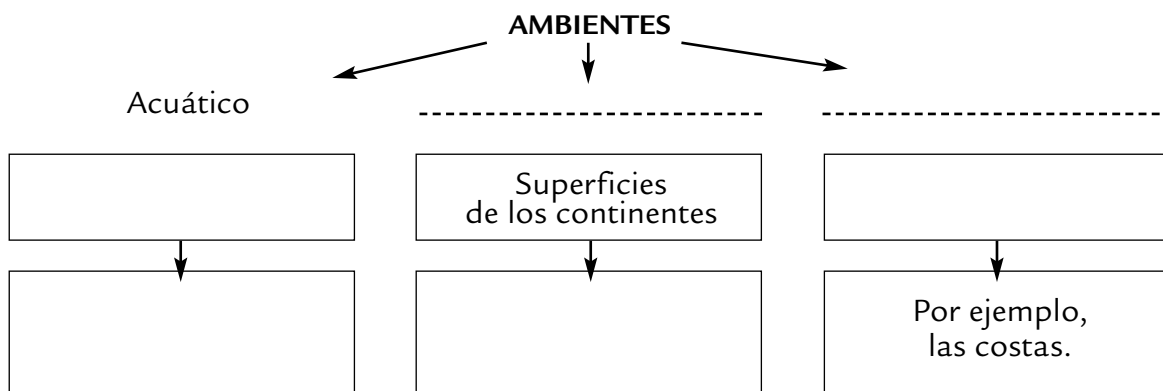 AMBIENTES
Acuático
Superficies
de los continentes
Por ejemplo,
las costas.